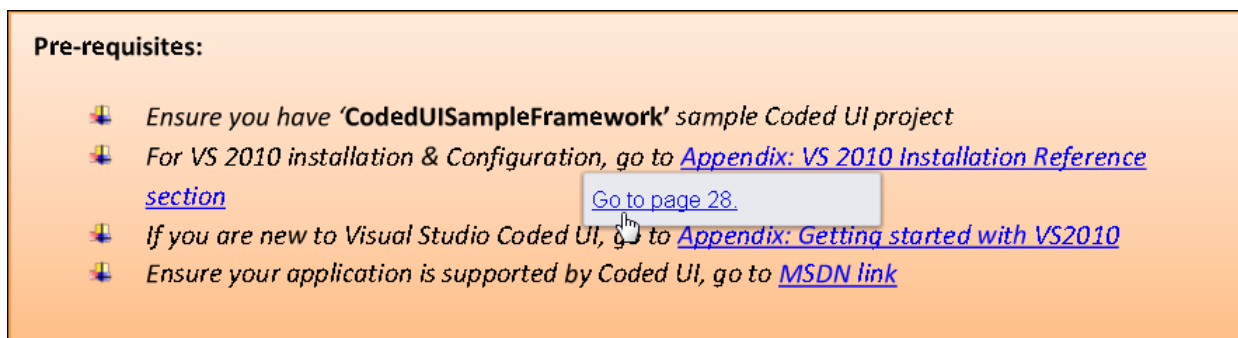 Pre-requisites:
Ensure you have ‘CodedUISampleFramework’ sample Coded UI project
For VS 2010 installation & Configuration, go to Appendix: VS 2010 Installation Reference
section
Go to page 28.
If you are new to Visual Studio Coded UI, go to Appendix: Getting started with VS2010
Ensure your application is supported by Coded UI, go to MSDN link